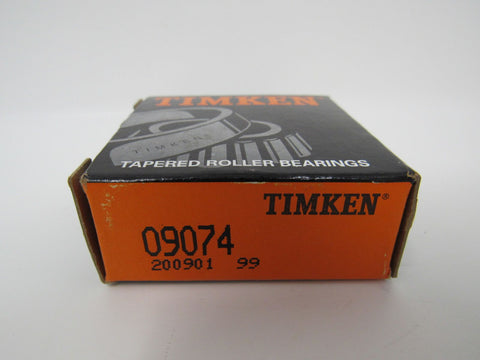 TIMKEN
TIMKEN®
TAPERED ROLLER BEARINGS
TIMKEN®
09074
200901 99